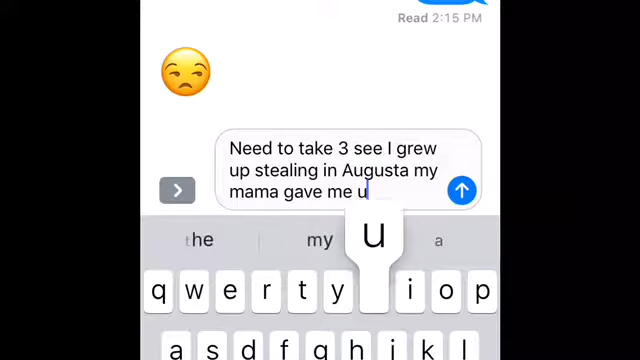 Read 2:15 PM
Need to take 3 see I grew
up stealing in Augusta my
mama gave me u
the my a
u
q w e r t y i o p
a s d f g h j k l